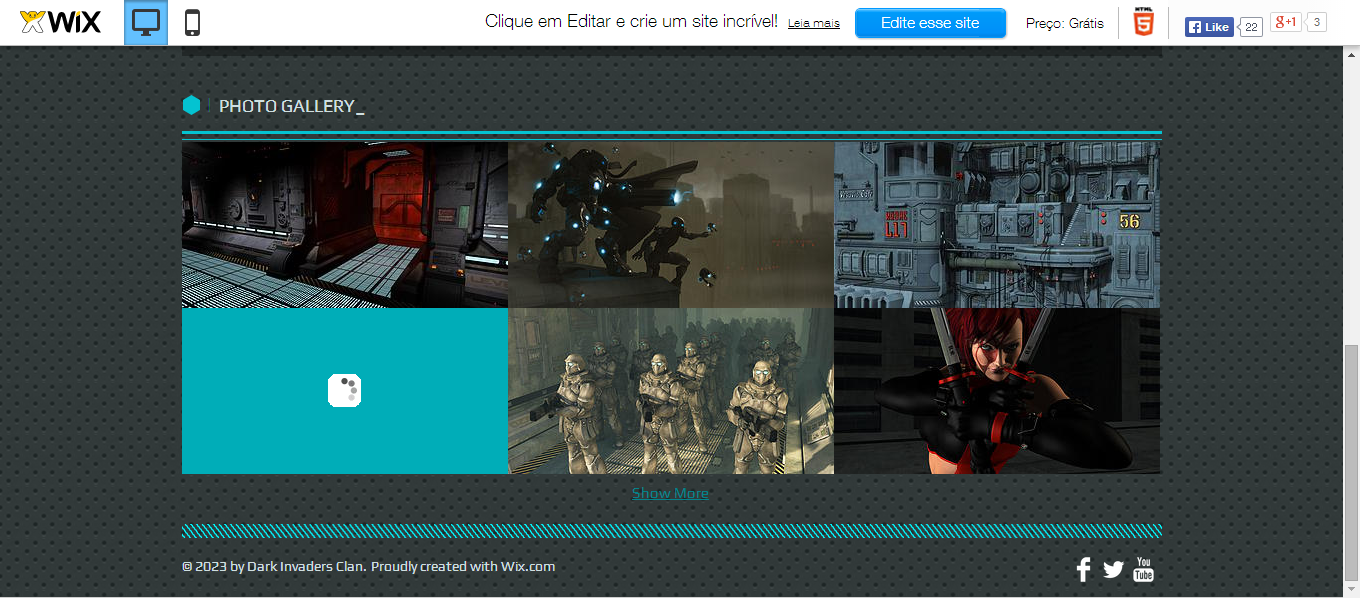 WiX
Clique em Editar e crie um site incrível! Leia mais
Edite esse site
Preço: Grátis
HTML
5
Like
22
g+1
3
PHOTO GALLERY_
L17
56
Show More
© 2023 by Dark Invaders Clan. Proudly created with Wix.com
You
Tube